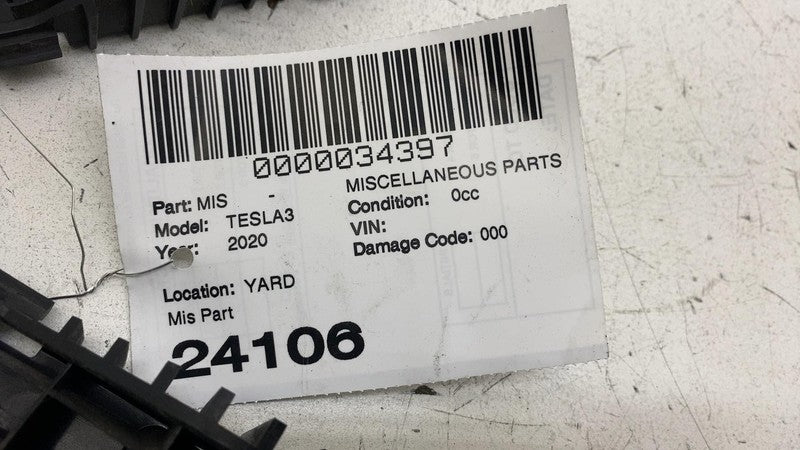 0000034397
Part: MIS - MISCELLANEOUS PARTS
Model: TESLA3 Condition: 0cc
Year: 2020 VIN:
Damage Code: 000
Location: YARD
Mis Part
24106